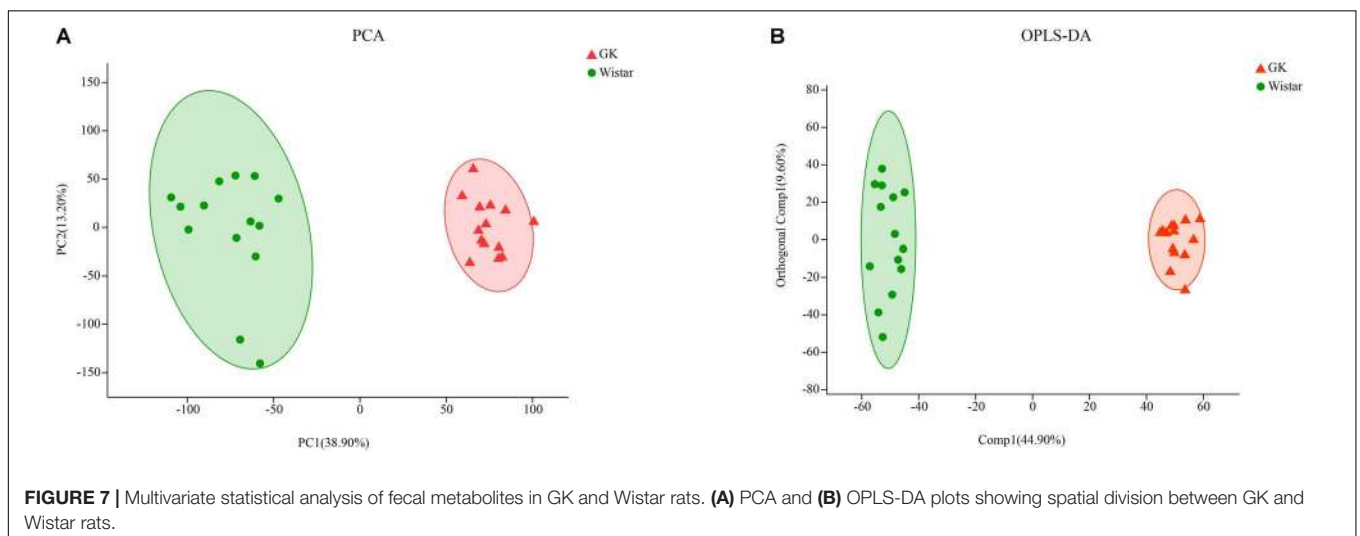 A
PCA
GK
Wistar
150
100
50
0
-50
-100
-150
PC2(13.20%)
-100
-50
0
50
100
PC1(38.90%)
B
OPLS-DA
GK
Wistar
80
60
40
20
0
-20
-40
-60
-80
Orthogonal Comp1(9.60%)
-60
-40
-20
0
20
40
60
Comp1(44.90%)
FIGURE 7 | Multivariate statistical analysis of fecal metabolites in GK and Wistar rats. (A) PCA and (B) OPLS-DA plots showing spatial division between GK and
Wistar rats.